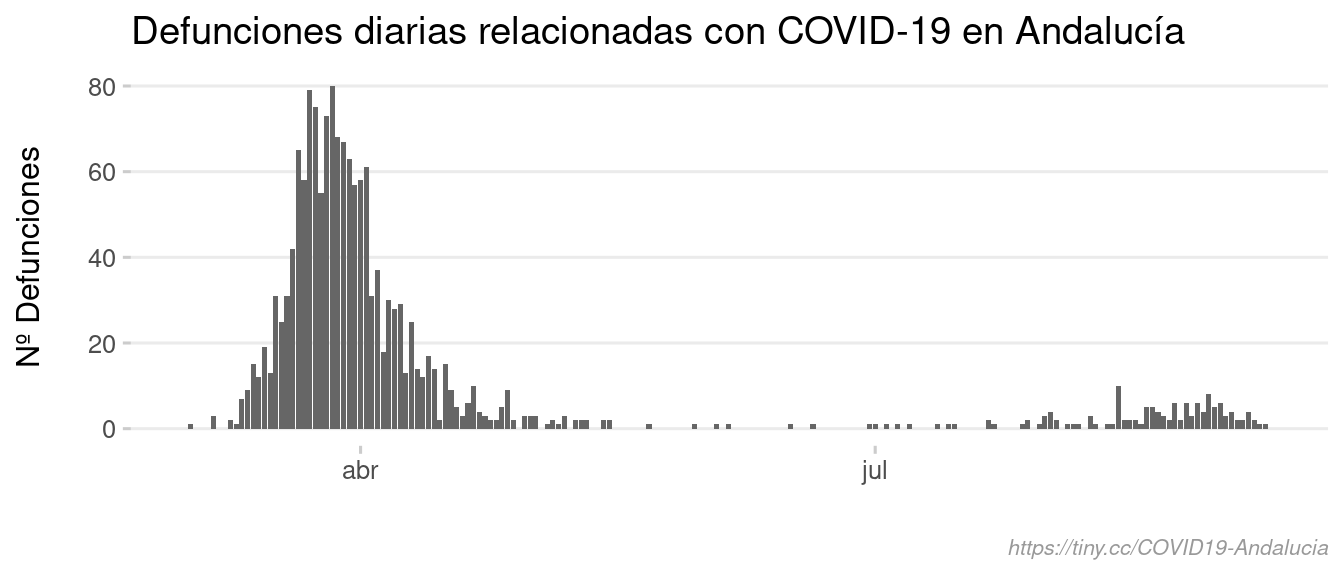 Defunciones diarias relacionadas con COVID-19 en Andalucía
Nº Defunciones
80
60
40
20
0
abr
jul
https://tiny.cc/COVID19-Andalucia